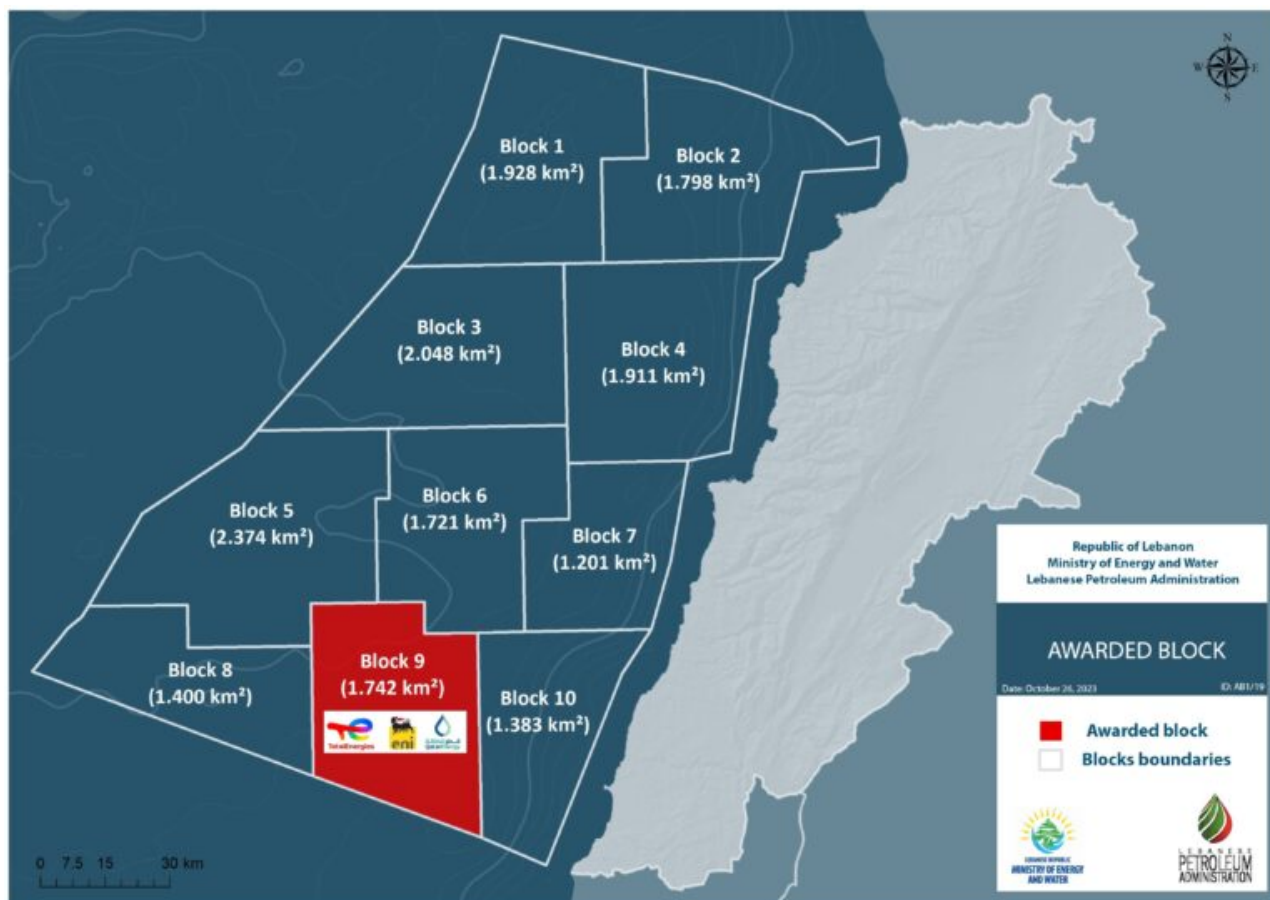 N
W
E
S
Block 1
(1.928 km²)
Block 2
(1.798 km²)
Block 3
(2.048 km²)
Block 4
(1.911 km²)
Block 5
(2.374 km²)
Block 6
(1.721 km²)
Block 7
(1.201 km²)
Block 8
(1.400 km²)
Block 9
(1.742 km²)
TotalEnergies
eni
QatarEnergy
Block 10
(1.383 km²)
0 7.5 15 30 km
Republic of Lebanon
Ministry of Energy and Water
Lebanese Petroleum Administration
AWARDED BLOCK
Date: October 26, 2023 ID: AB1/19
Awarded block
Blocks boundaries
LEBANESE REPUBLIC
MINISTRY OF ENERGY
AND WATER
LEBANESE
PETROLEUM
ADMINISTRATION